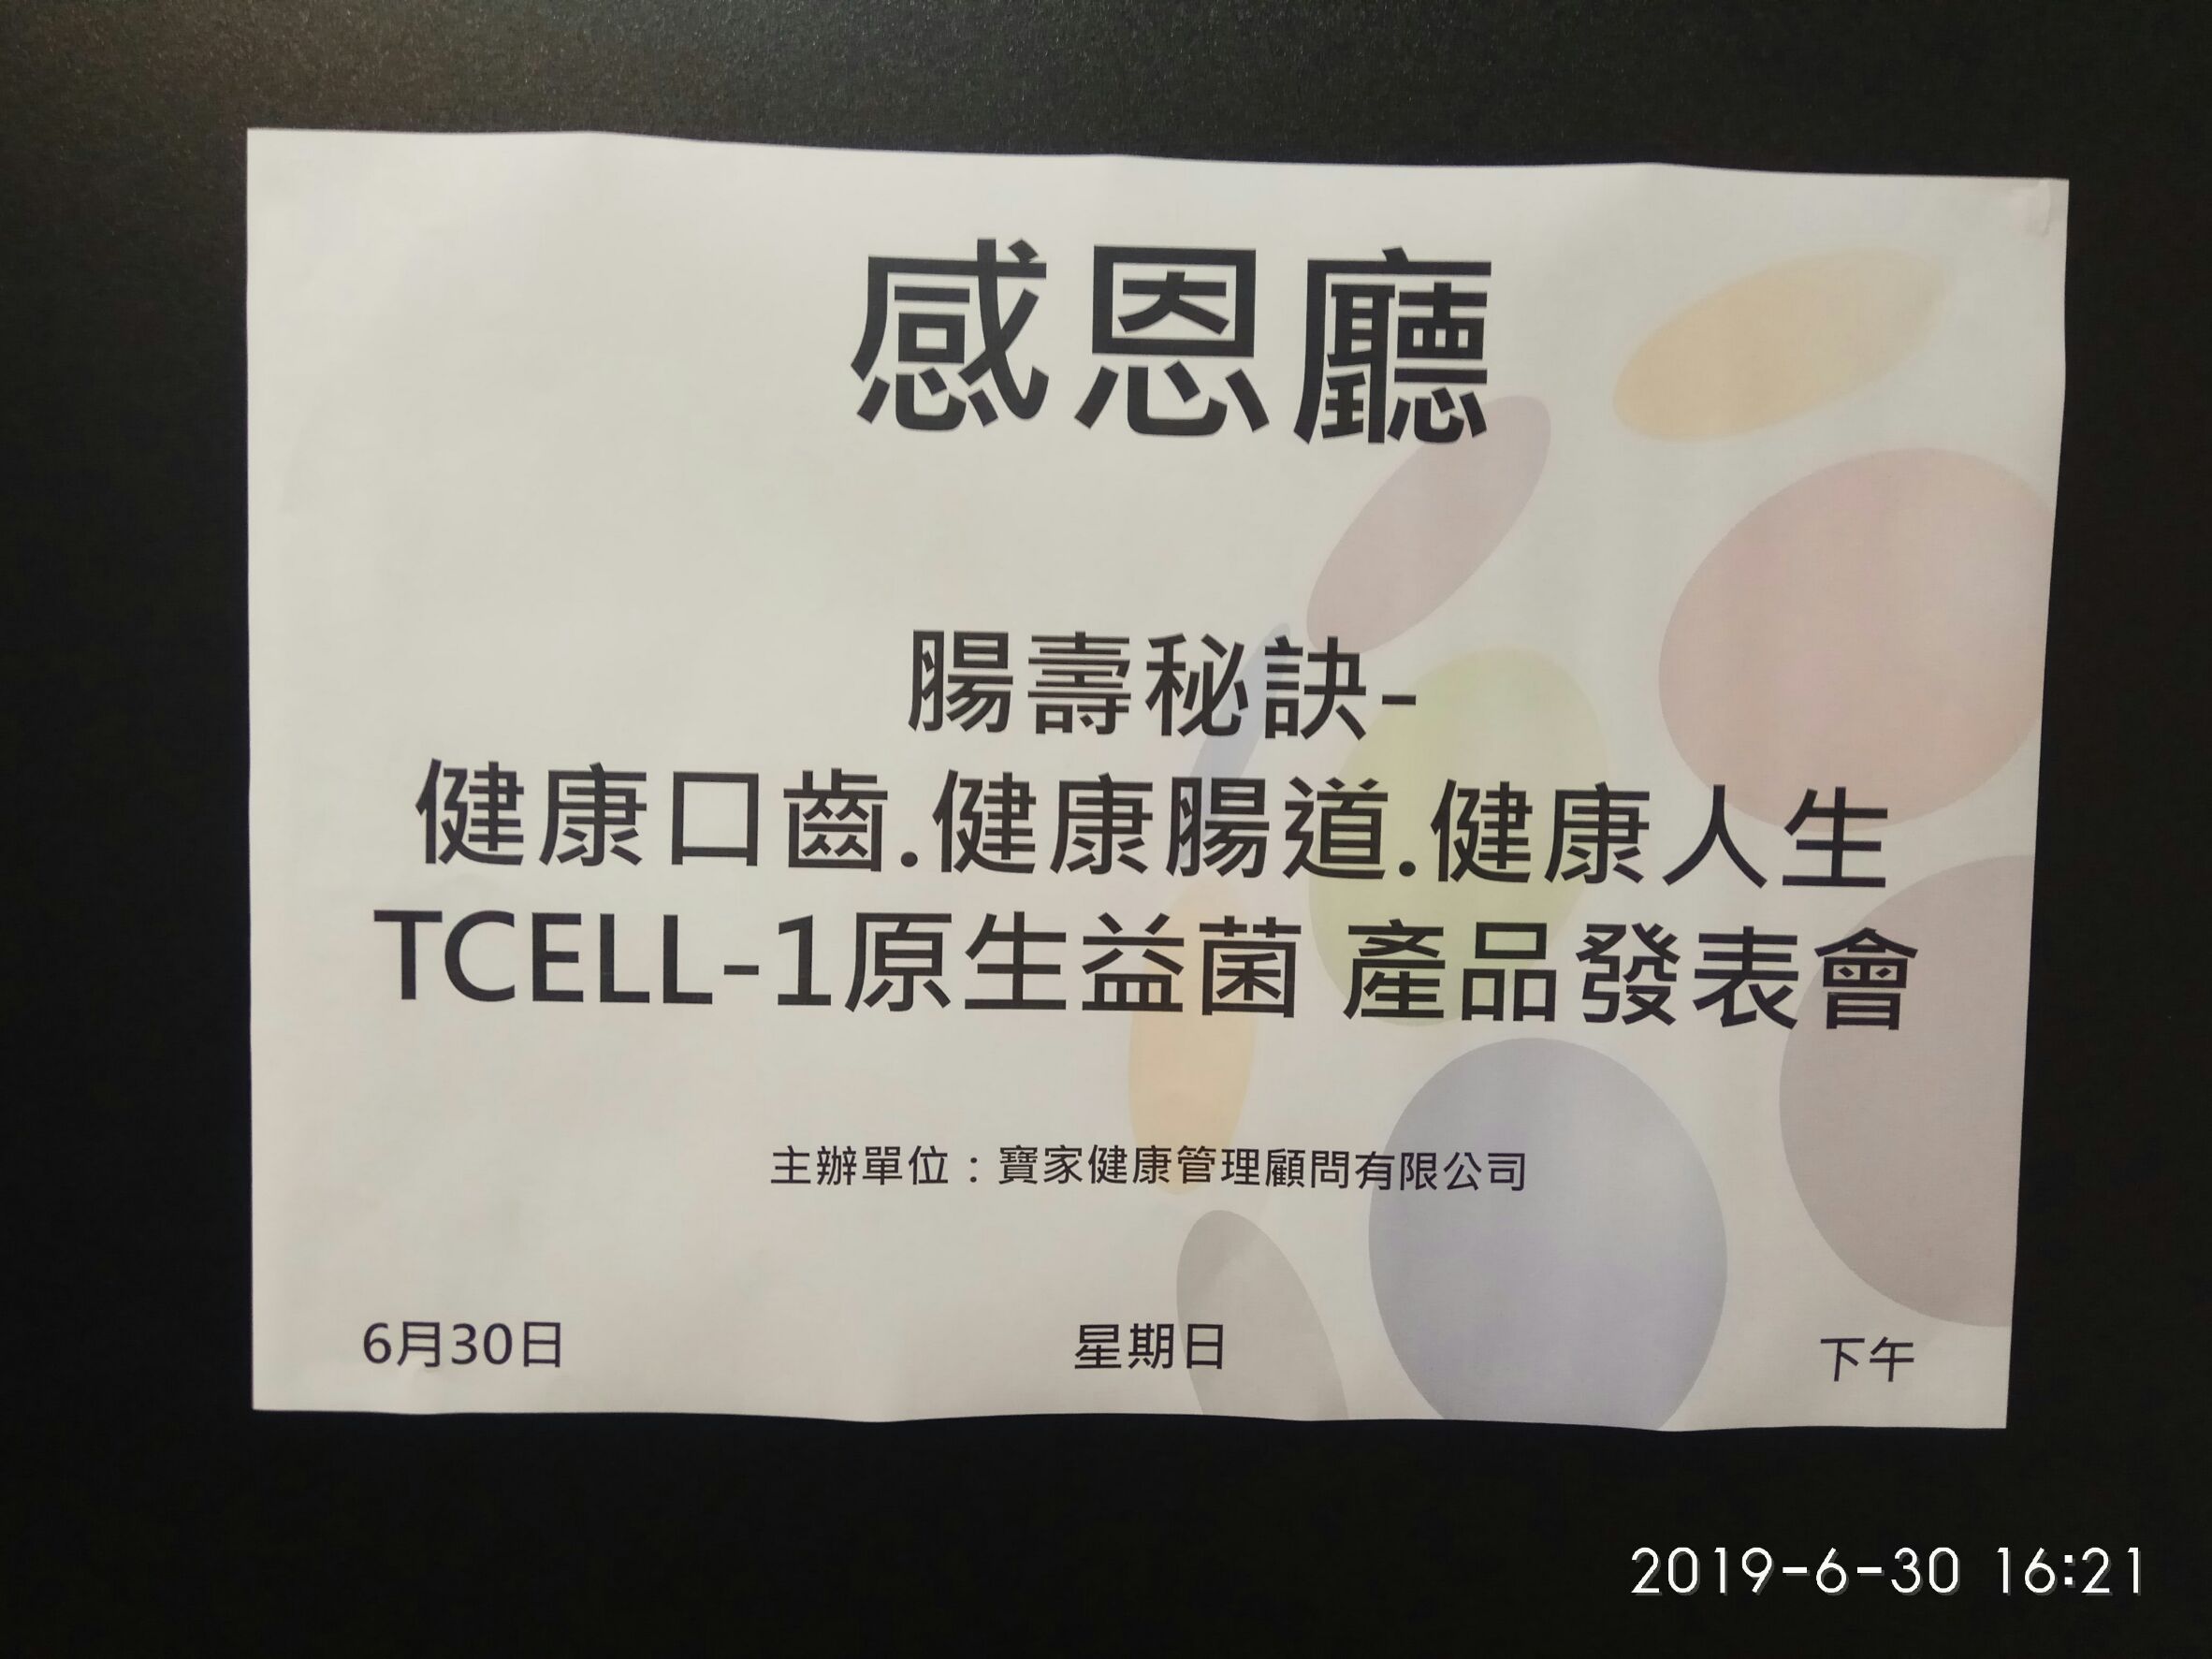 感恩廳
腸壽秘訣-
健康口齒.健康腸道.健康人生
TCELL-1原生益菌 產品發表會
主辦單位：寶家健康管理顧問有限公司
6月30日 星期日 下午
2019-6-30 16:21